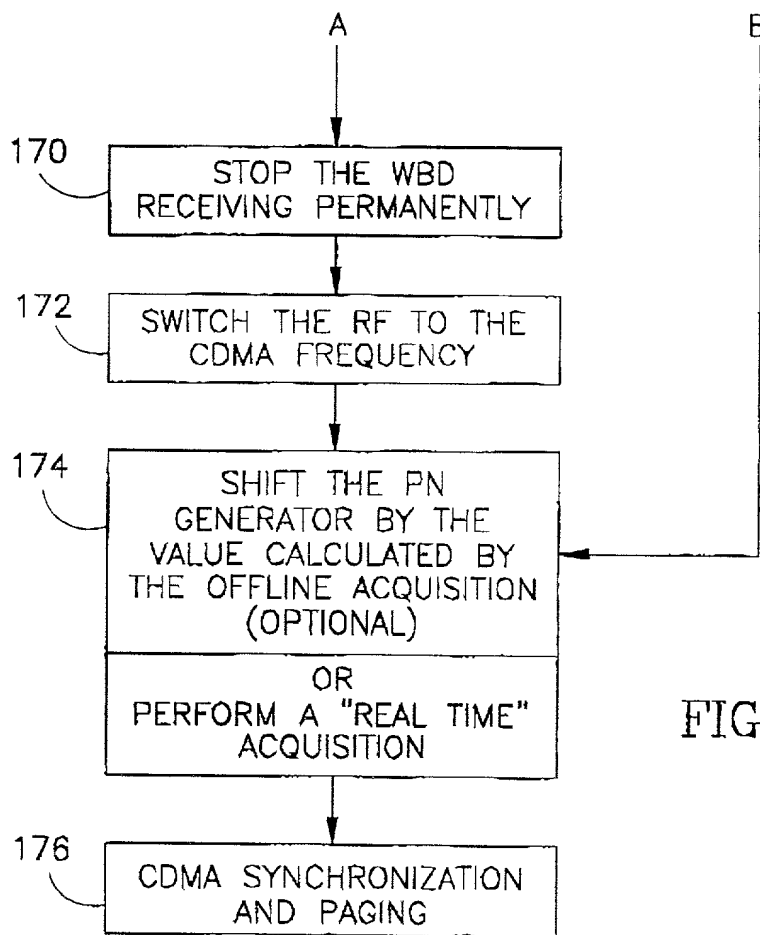 A
B
170
STOP THE WBD
RECEIVING PERMANENTLY
172
SWITCH THE RF TO THE
CDMA FREQUENCY
174
SHIFT THE PN
GENERATOR BY THE
VALUE CALCULATED BY
THE OFFLINE ACQUISITION
(OPTIONAL)
OR
PERFORM A "REAL TIME"
ACQUISITION
FIG
176
CDMA SYNCHRONIZATION
AND PAGING